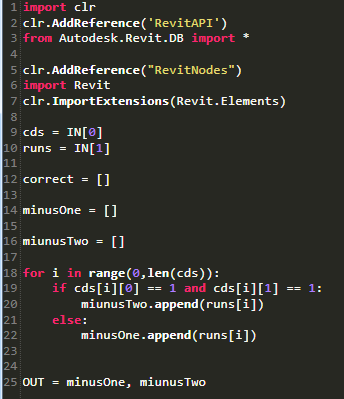 1 import clr
2 clr.AddReference('RevitAPI')
3 from Autodesk.Revit.DB import *
4
5 clr.AddReference("RevitNodes")
6 import Revit
7 clr.ImportExtensions(Revit.Elements)
8
9 cds = IN[0]
10 runs = IN[1]
11
12 correct = []
13
14 minusOne = []
15
16 miunusTwo = []
17
18 for i in range(0,len(cds)):
19     if cds[i][0] == 1 and cds[i][1] == 1:
20         miunusTwo.append(runs[i])
21     else:
22         minusOne.append(runs[i])
23
24
25 OUT = minusOne, miunusTwo